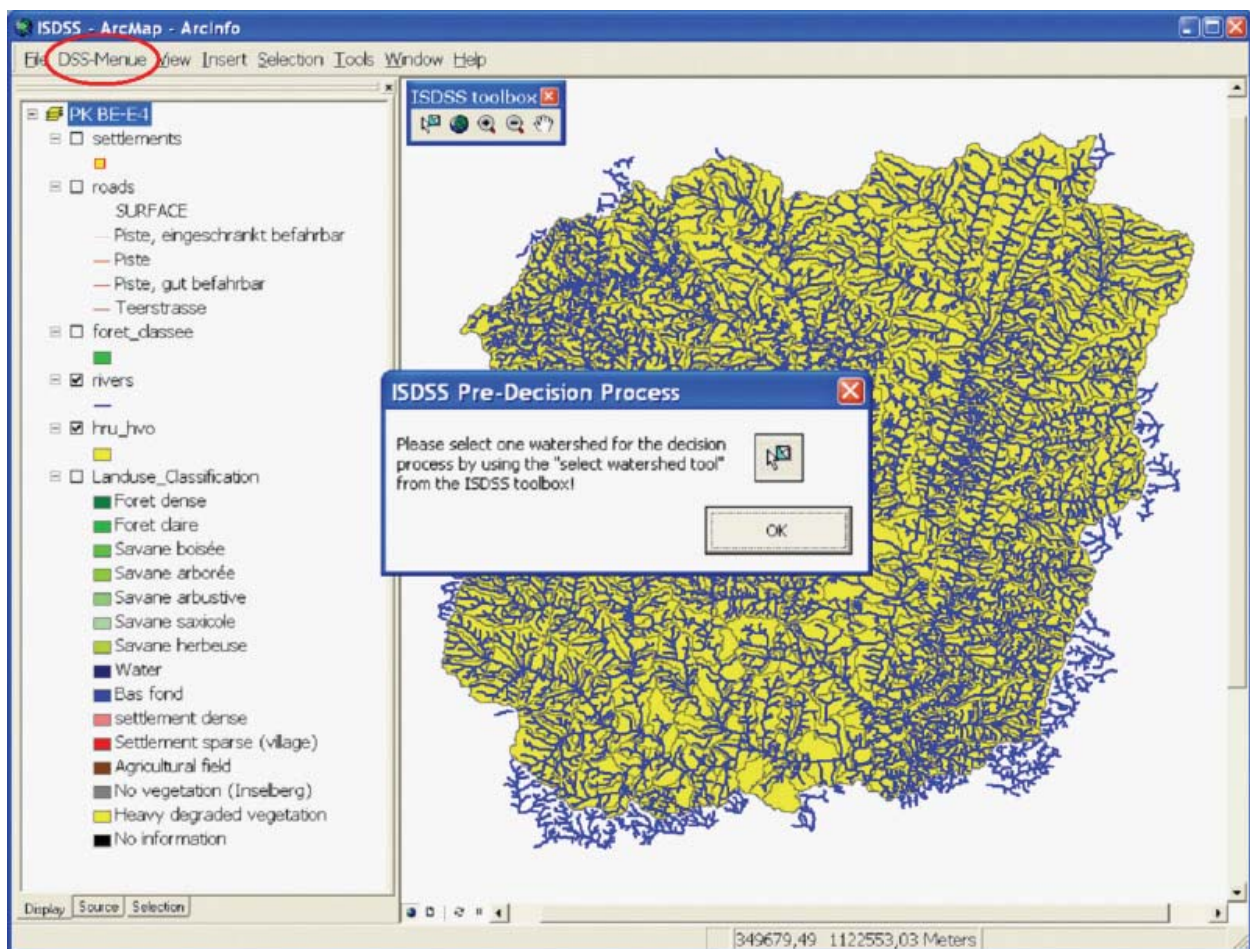 ISDSS - ArcMap - ArcInfo
File DSS-Menue View Insert Selection Tools Window Help
PK BE-E4
settlements
roads
SURFACE
Piste, eingeschränkt befahrbar
Piste
Piste, gut befahrbar
Teerstrasse
foret_classee
rivers
hru_hvo
Landuse_Classification
Foret dense
Foret claire
Savane boisée
Savane arborée
Savane arbustive
Savane saxicole
Savane herbeuse
Water
Bas fond
settlement dense
Settlement sparse (village)
Agricultural field
No vegetation (Inselberg)
Heavy degraded vegetation
No information
Display Source Selection
ISDSS toolbox
ISDSS Pre-Decision Process
Please select one watershed for the decision
process by using the "select watershed tool"
from the ISDSS toolbox!
OK
349679,49 1122553,03 Meters